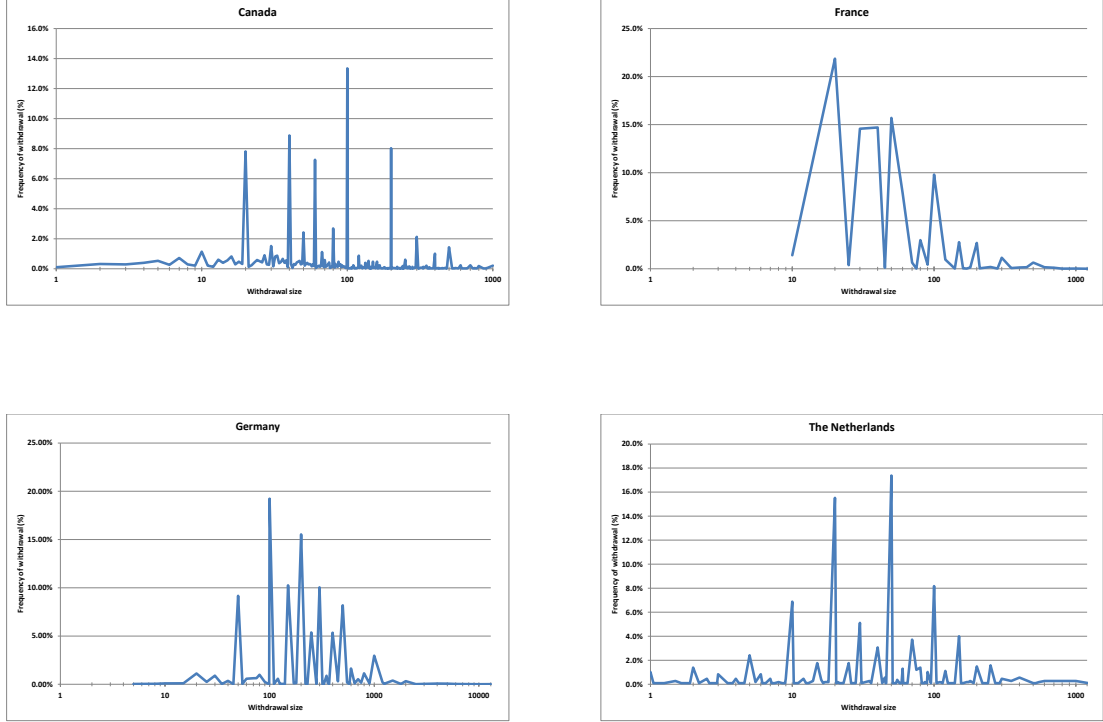 Canada
16.0%
14.0%
12.0%
10.0%
8.0%
6.0%
4.0%
2.0%
0.0%
Frequency of withdrawal (%)
1 10 100 1000
Withdrawal size
France
25.0%
20.0%
15.0%
10.0%
5.0%
0.0%
Frequency of withdrawal (%)
1 10 100 1000
Withdrawal size
Germany
25.00%
20.00%
15.00%
10.00%
5.00%
0.00%
Frequency of withdrawal (%)
1 10 100 1000 10000
Withdrawal size
The Netherlands
20.0%
18.0%
16.0%
14.0%
12.0%
10.0%
8.0%
6.0%
4.0%
2.0%
0.0%
Frequency of withdrawal (%)
1 10 100 1000
Withdrawal size